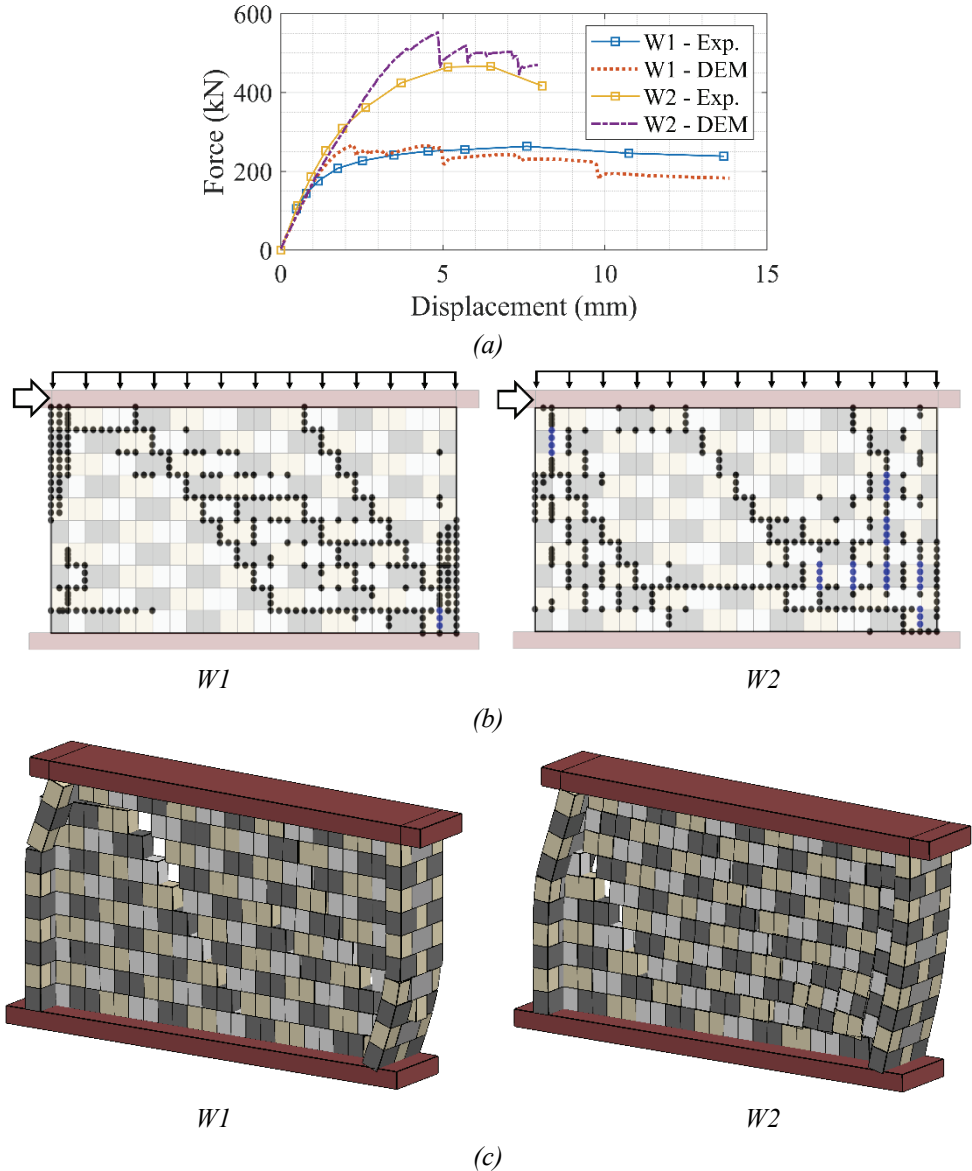 600
400
200
0
Force (kN)
W1 - Exp.
W1 - DEM
W2 - Exp.
W2 - DEM
0 5 10 15
Displacement (mm)
(a)
W1 W2
(b)
W1 W2
(c)